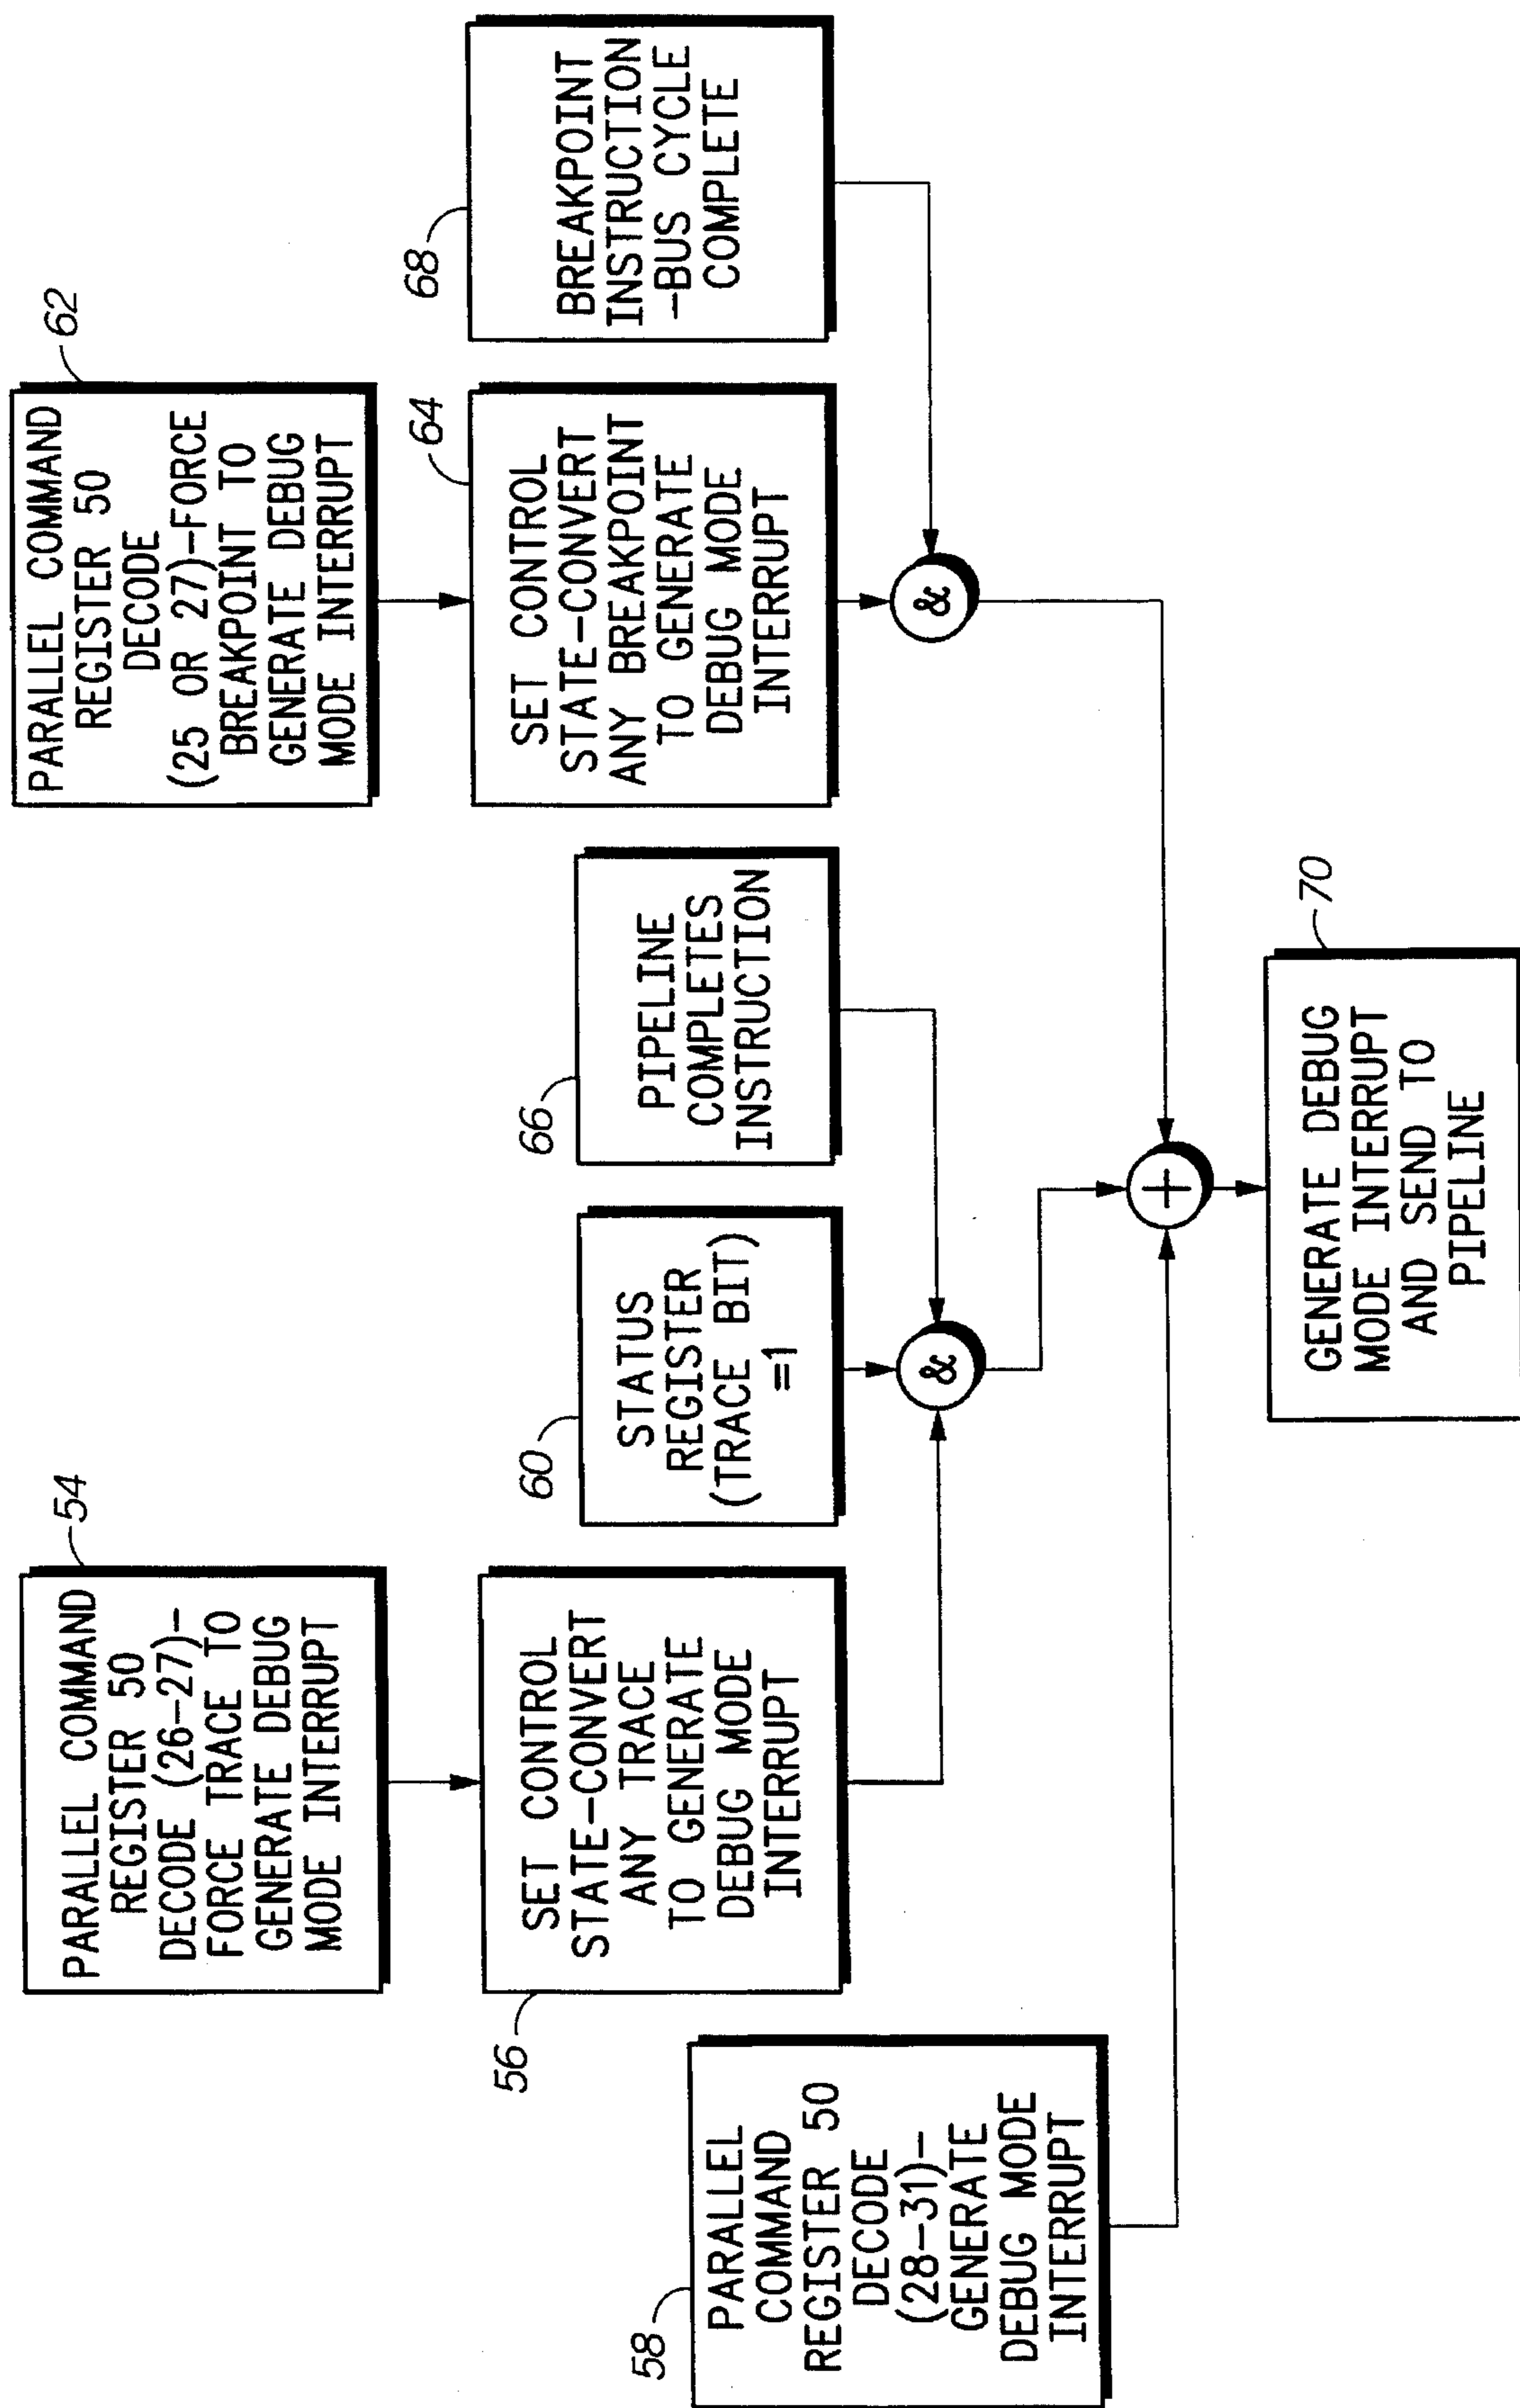 54
PARALLEL COMMAND
REGISTER 50
DECODE (26-27)-
FORCE TRACE TO
GENERATE DEBUG
MODE INTERRUPT
62
PARALLEL COMMAND
REGISTER 50
DECODE
(25 OR 27)-FORCE
BREAKPOINT TO
GENERATE DEBUG
MODE INTERRUPT
56
SET CONTROL
STATE-CONVERT
ANY TRACE
TO GENERATE
DEBUG MODE
INTERRUPT
60
STATUS
REGISTER
(TRACE BIT)
=1
66
PIPELINE
COMPLETES
INSTRUCTION
64
SET CONTROL
STATE-CONVERT
ANY BREAKPOINT
TO GENERATE
DEBUG MODE
INTERRUPT
68
BREAKPOINT
INSTRUCTION
-BUS CYCLE
COMPLETE
58
PARALLEL
COMMAND
REGISTER 50
DECODE
(28-31)-
GENERATE
DEBUG MODE
INTERRUPT
&
&
+
70
GENERATE DEBUG
MODE INTERRUPT
AND SEND TO
PIPELINE